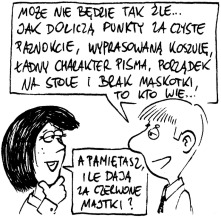 MOŻE NIE BĘDZIE TAK ŹLE...
JAK DOLICZĄ PUNKTY ZA CZYSTE
PAZNOKCIE, WYPRASOWANĄ KOSZULĘ,
ŁADNY CHARAKTER PISMA, PORZĄDEK
NA STOLE I BRAK MASKOTKI,
TO KTO WIE...!
A PAMIĘTASZ,
ILE DAJĄ
ZA CZERWONE
MAJTKI?